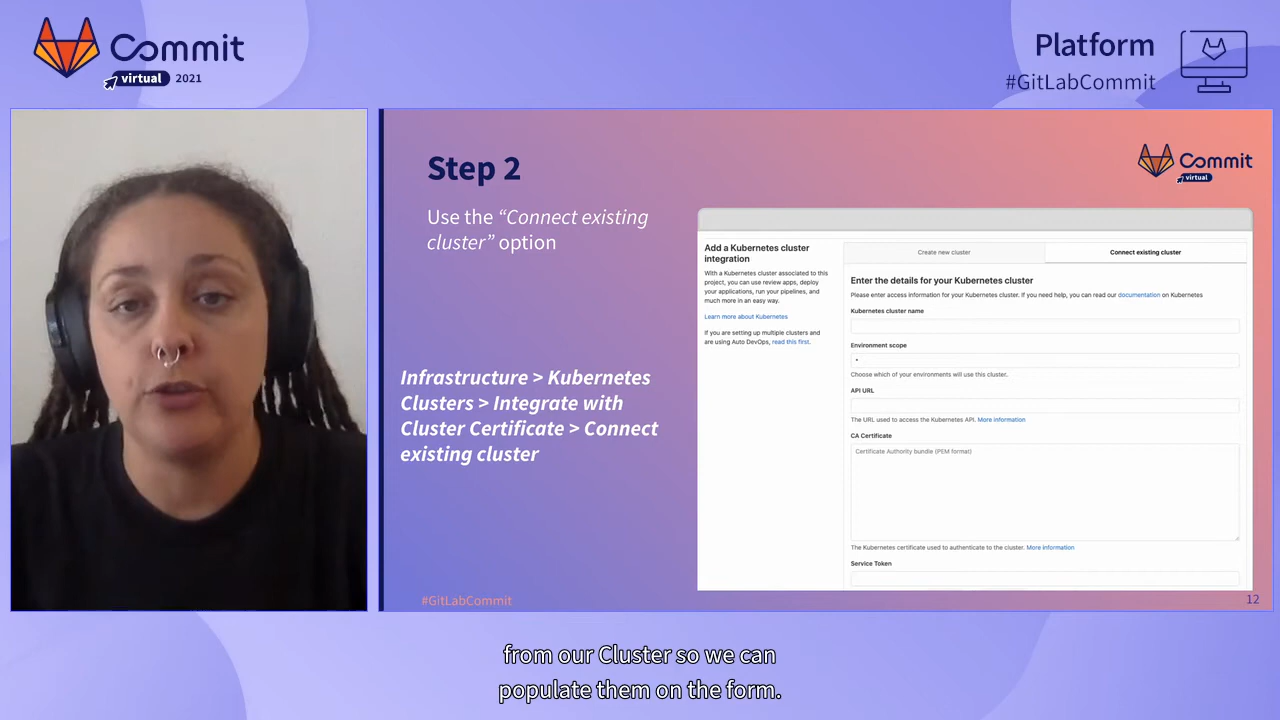 Commit
virtual 2021
Platform
#GitLabCommit
Step 2
Commit
virtual
Use the “Connect existing
cluster” option
Infrastructure > Kubernetes
Clusters > Integrate with
Cluster Certificate > Connect
existing cluster
Add a Kubernetes cluster
integration
With a Kubernetes cluster associated to this
project, you can use review apps, deploy
your applications, run your pipelines, and
much more in an easy way.
Learn more about Kubernetes
If you are setting up multiple clusters and
are using Auto DevOps, read this first.
Create new cluster
Connect existing cluster
Enter the details for your Kubernetes cluster
Please enter access information for your Kubernetes cluster. If you need help, you can read our documentation on Kubernetes
Kubernetes cluster name
Environment scope
*
Choose which of your environments will use this cluster.
API URL
The URL used to access the Kubernetes API. More information
CA Certificate
Certificate Authority bundle (PEM format)
The Kubernetes certificate used to authenticate to the cluster. More information
Service Token
#GitLabCommit
12
from our Cluster so we can
populate them on the form.